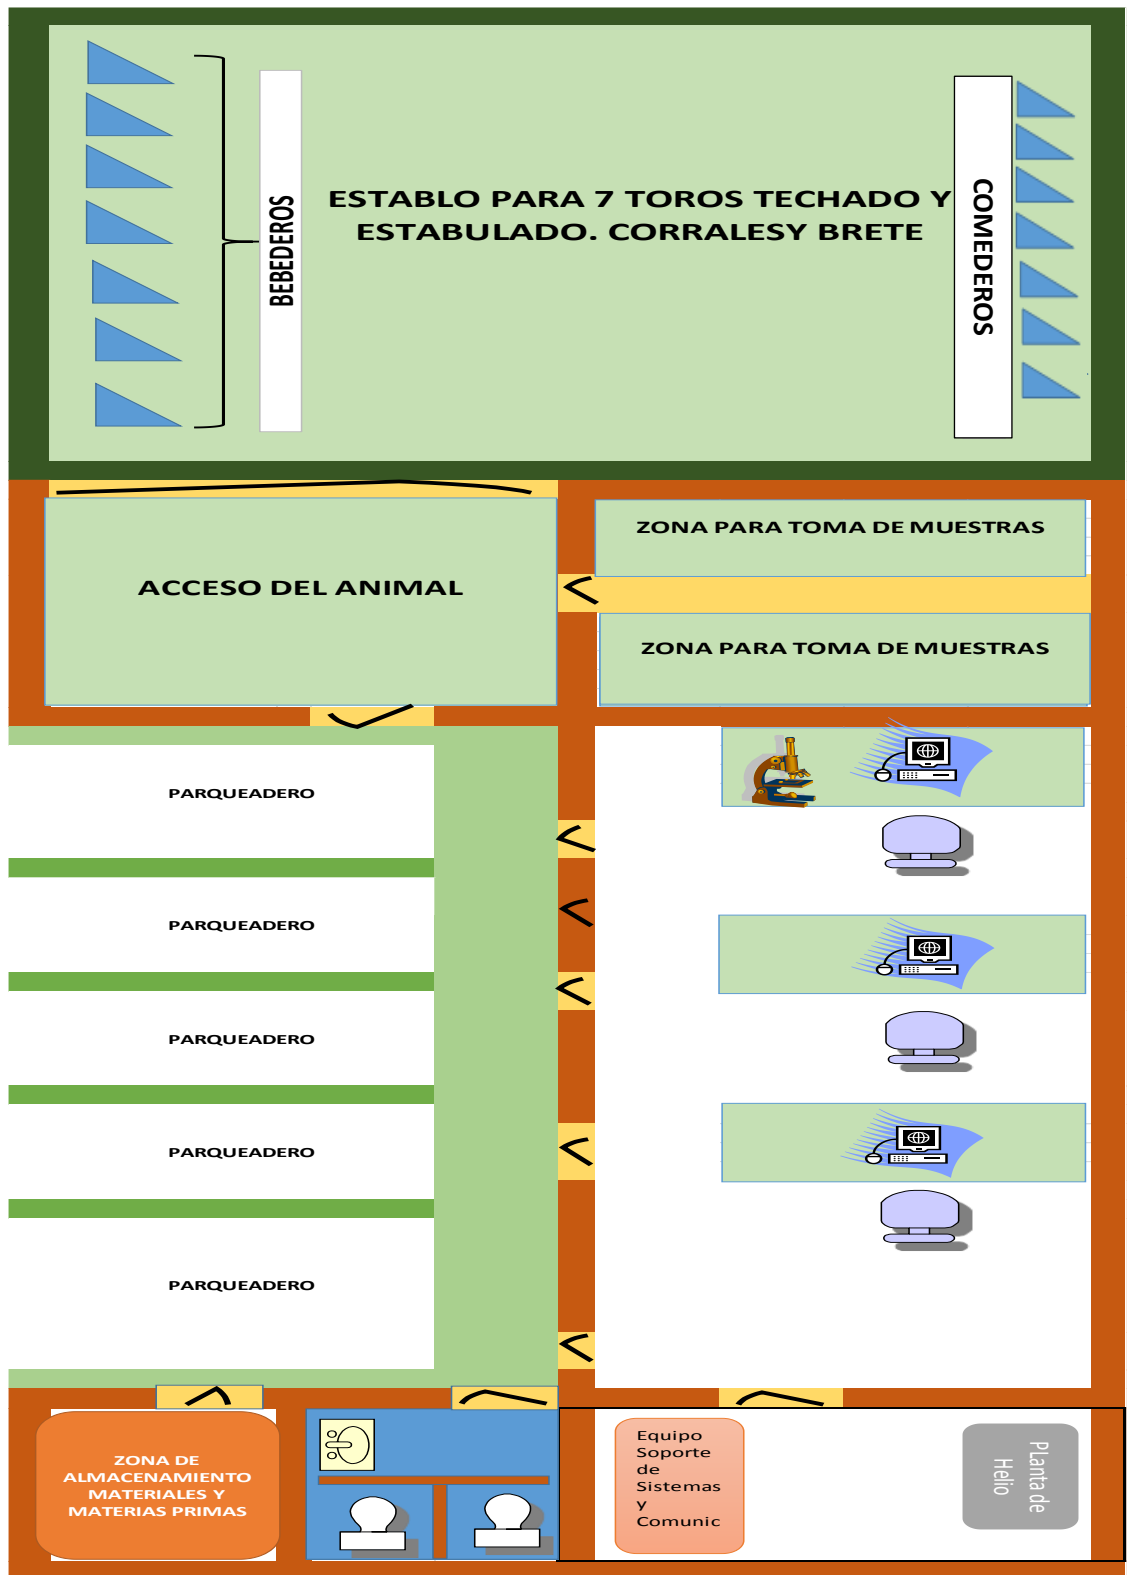 BEBEDEROS
ESTABLO PARA 7 TOROS TECHADO Y
ESTABULADO. CORRALESY BRETE
COMEDEROS
ZONA PARA TOMA DE MUESTRAS
ACCESO DEL ANIMAL
ZONA PARA TOMA DE MUESTRAS
PARQUEADERO
PARQUEADERO
PARQUEADERO
PARQUEADERO
PARQUEADERO
ZONA DE
ALMACENAMIENTO
MATERIALES Y
MATERIAS PRIMAS
Equipo
Soporte
de
Sistemas
y
Comunic
PLanta de
Helio